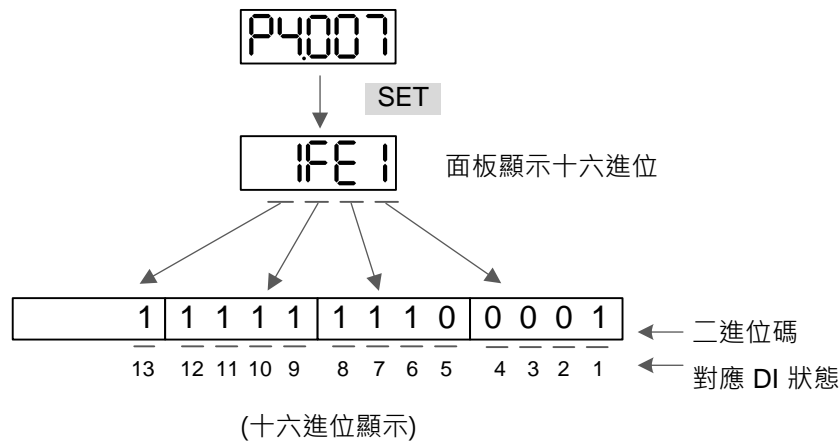 P4.007
SET
1FE1
面板顯示十六進位
1 1 1 1 1 1 1 1 0 0 0 0 1
二進位碼
13 12 11 10 9 8 7 6 5 4 3 2 1
對應 DI 狀態
(十六進位顯示)